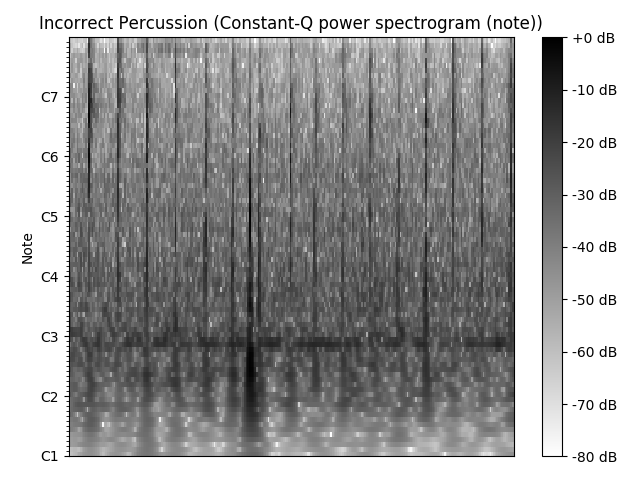 Incorrect Percussion (Constant-Q power spectrogram (note))
+0 dB
C7
-10 dB
C6
-20 dB
C5
-30 dB
Note
C4
-40 dB
C3
-50 dB
C2
-60 dB
C1
-70 dB
-80 dB